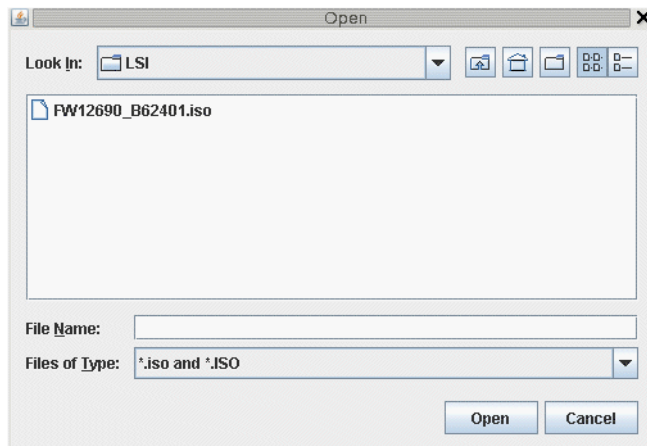 Open
Look In: LSI
FW12690_B62401.iso
File Name:
Files of Type: *.iso and *.ISO
Open Cancel